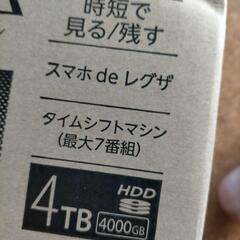 時短で
見る/残す
スマホ de レグザ
タイムシフトマシン
(最大7番組)
4TB
HDD
4000GB